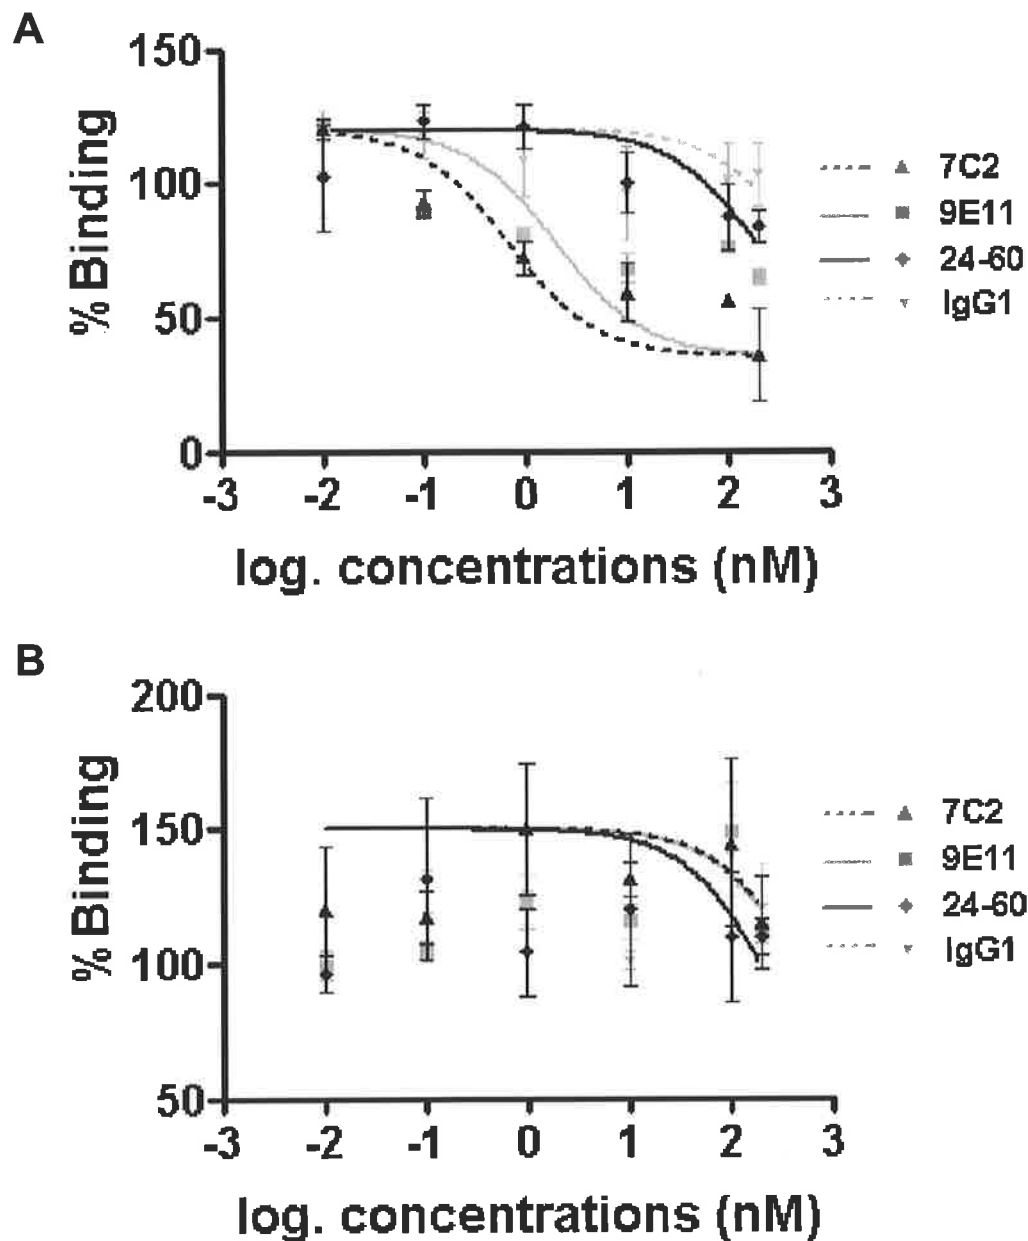 A
150
100
50
0
-3 -2 -1 0 1 2 3
% Binding
log. concentrations (nM)
7C2
9E11
24-60
IgG1
B
200
150
100
50
-3 -2 -1 0 1 2 3
% Binding
log. concentrations (nM)
7C2
9E11
24-60
IgG1